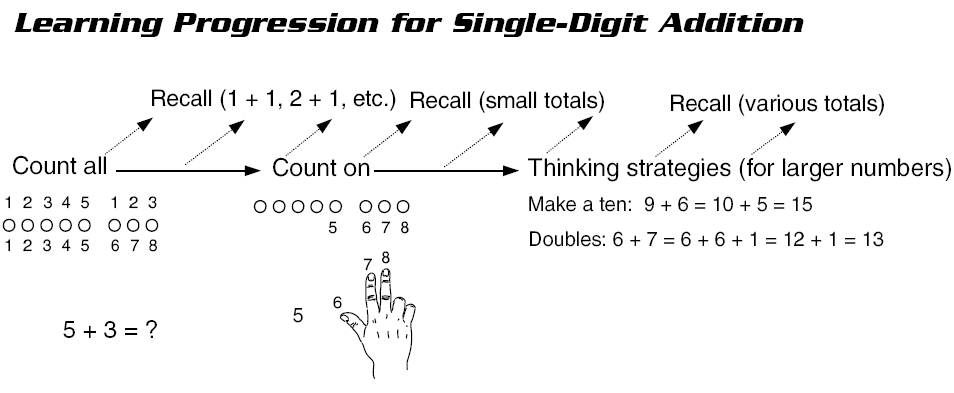 Learning Progression for Single-Digit Addition
Recall (1 + 1, 2 + 1, etc.) Recall (small totals) Recall (various totals)
Count all Count on Thinking strategies (for larger numbers)
1 2 3 4 5 1 2 3
1 2 3 4 5 6 7 8
5 6 7 8
Make a ten: 9 + 6 = 10 + 5 = 15
Doubles: 6 + 7 = 6 + 6 + 1 = 12 + 1 = 13
7 8
6
5
5 + 3 = ?